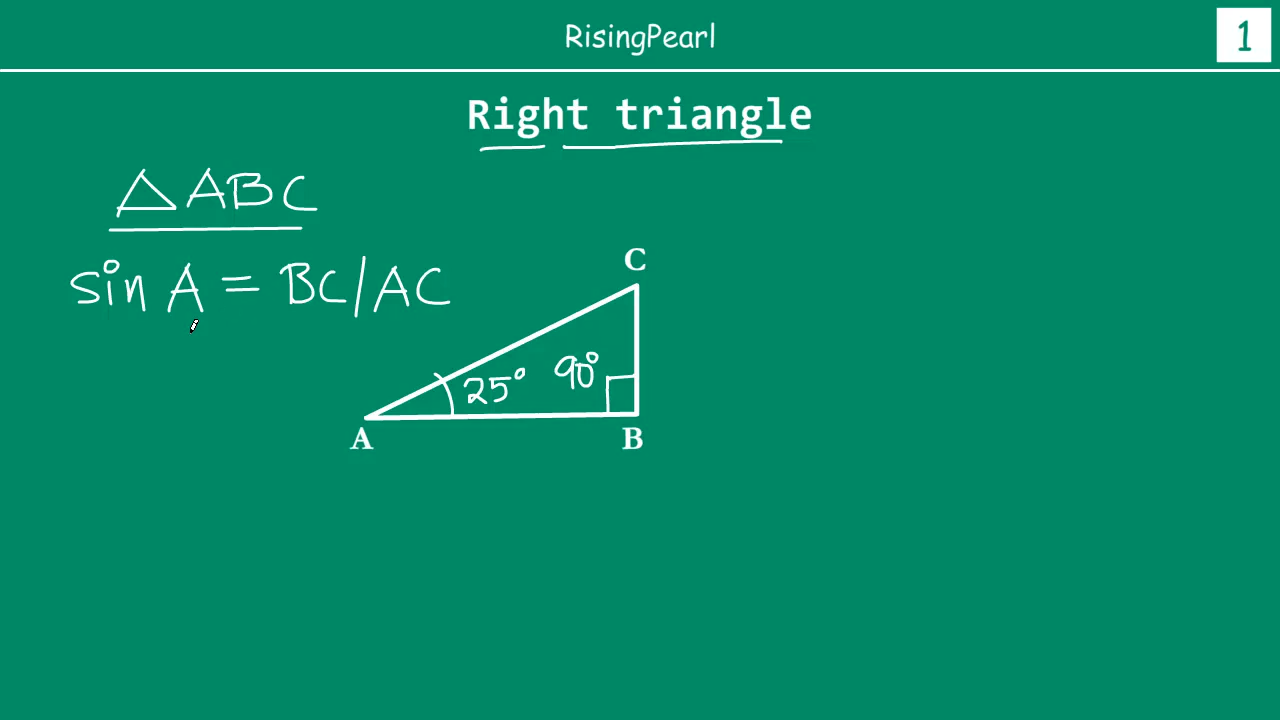 RisingPearl
1
Right triangle
△ABC
sin A = BC/AC
C
25° 90°
A B